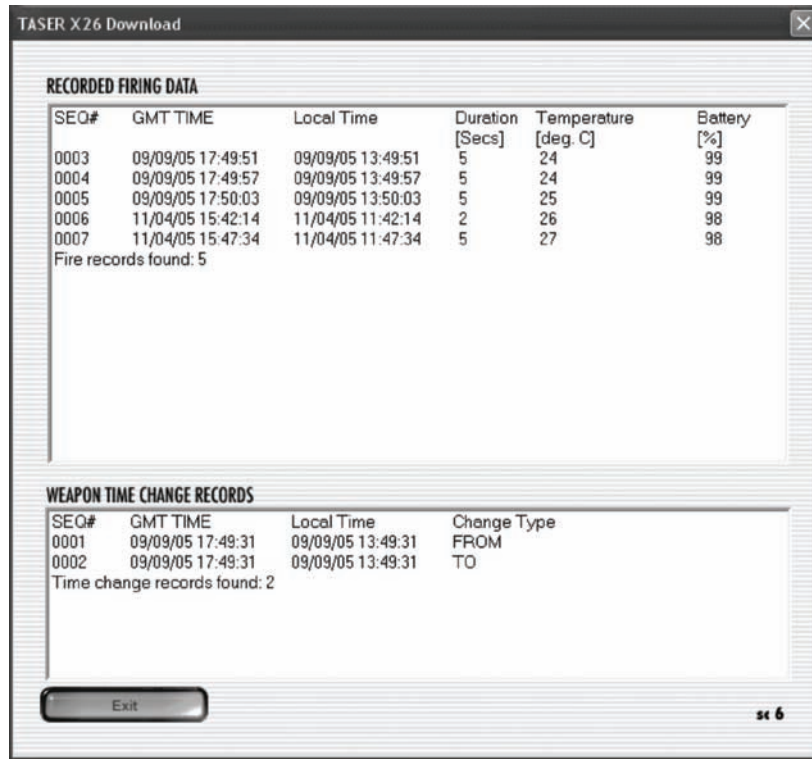 TASER X26 Download
RECORDED FIRING DATA
SEQ# GMT TIME Local Time Duration Temperature Battery
[Secs] [deg. C] [%]
0003 09/09/05 17:49:51 09/09/05 13:49:51 5 24 99
0004 09/09/05 17:49:57 09/09/05 13:49:57 5 24 99
0005 09/09/05 17:50:03 09/09/05 13:50:03 5 25 99
0006 11/04/05 15:42:14 11/04/05 11:42:14 2 26 98
0007 11/04/05 15:47:34 11/04/05 11:47:34 5 27 98
Fire records found: 5
WEAPON TIME CHANGE RECORDS
SEQ# GMT TIME Local Time Change Type
0001 09/09/05 17:49:31 09/09/05 13:49:31 FROM
0002 09/09/05 17:49:31 09/09/05 13:49:31 TO
Time change records found: 2
Exit
sc 6